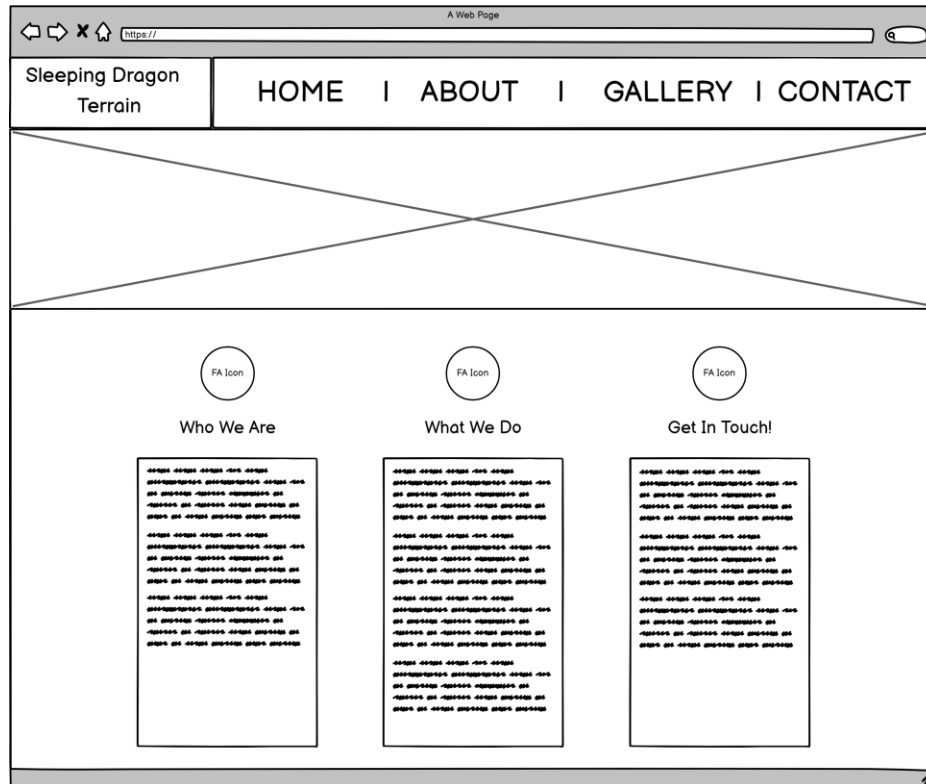 A Web Page
https://
Sleeping Dragon
Terrain
HOME | ABOUT | GALLERY | CONTACT
FA Icon FA Icon FA Icon
Who We Are What We Do Get In Touch!